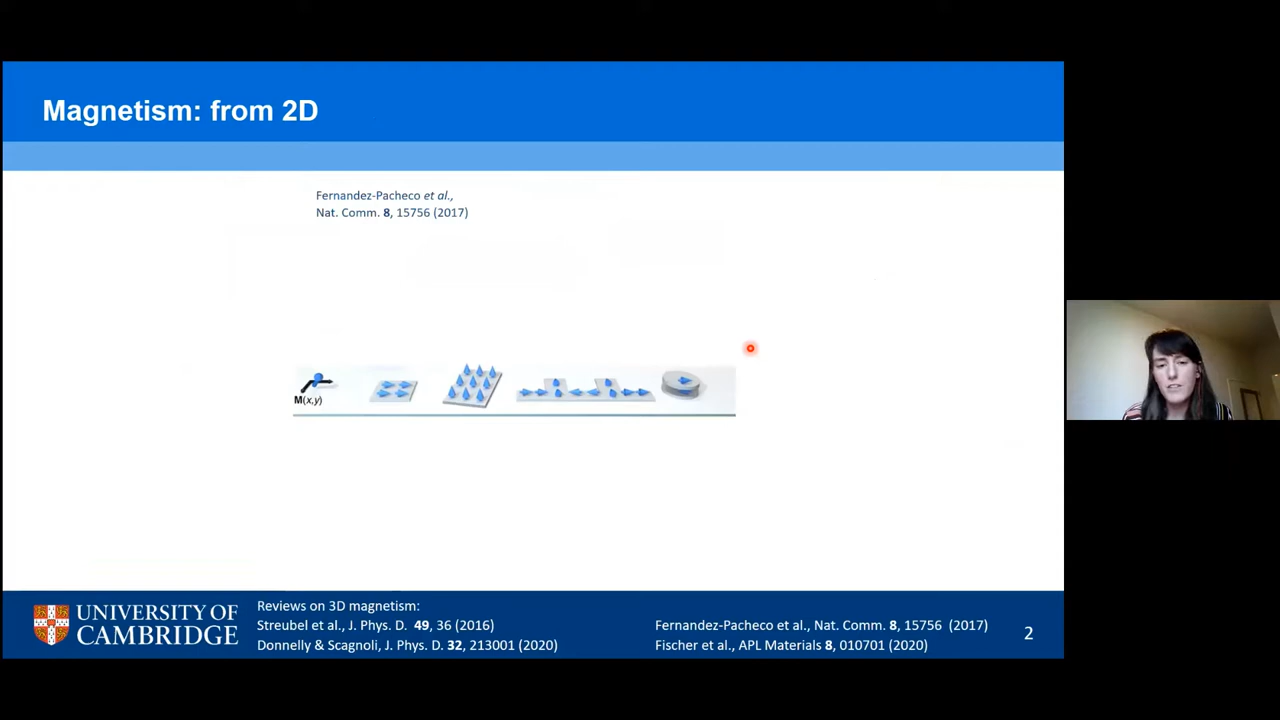 Magnetism: from 2D
Fernandez-Pacheco et al.,
Nat. Comm. 8, 15756 (2017)
M(x,y)
UNIVERSITY OF
CAMBRIDGE
Reviews on 3D magnetism:
Streubel et al., J. Phys. D. 49, 36 (2016)
Donnelly & Scagnoli, J. Phys. D. 32, 213001 (2020)
Fernandez-Pacheco et al., Nat. Comm. 8, 15756 (2017)
Fischer et al., APL Materials 8, 010701 (2020)
2